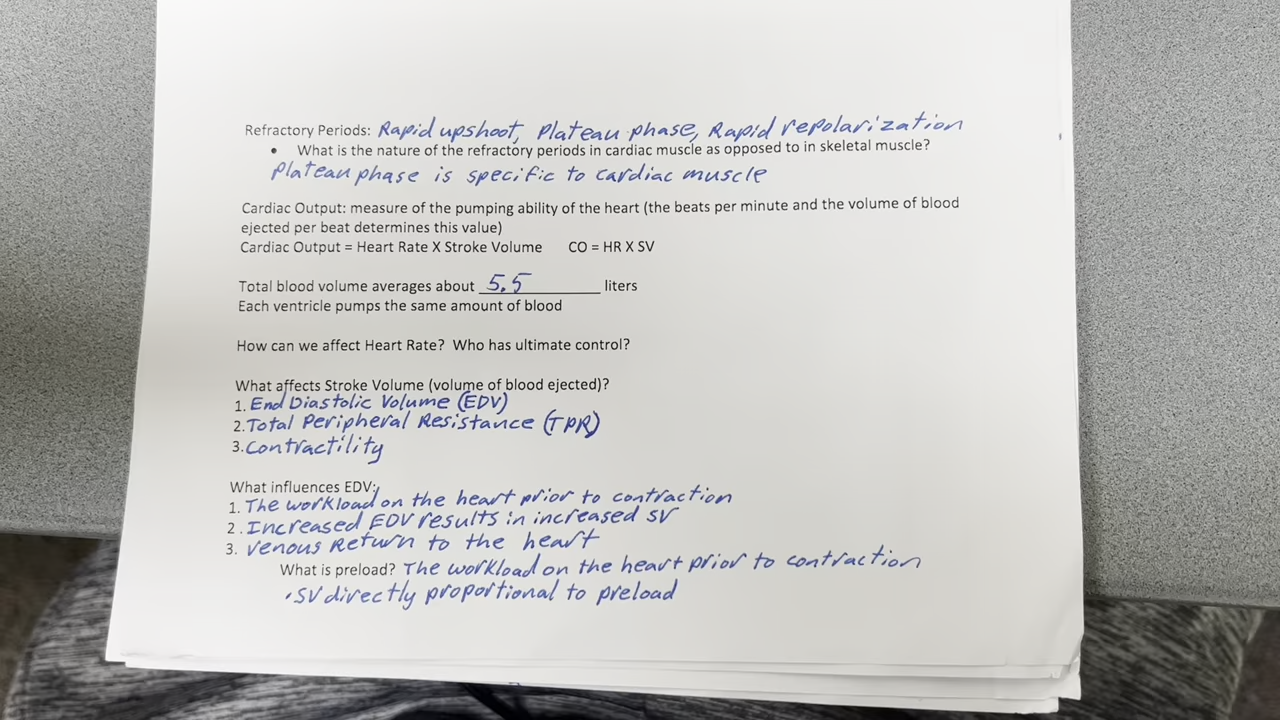 Refractory Periods: Rapid upshoot, Plateau phase, Rapid repolarization
• What is the nature of the refractory periods in cardiac muscle as opposed to in skeletal muscle?
Plateau phase is specific to cardiac muscle
Cardiac Output: measure of the pumping ability of the heart (the beats per minute and the volume of blood
ejected per beat determines this value)
Cardiac Output = Heart Rate X Stroke Volume CO = HR X SV
Total blood volume averages about 5.5 liters
Each ventricle pumps the same amount of blood
How can we affect Heart Rate? Who has ultimate control?
What affects Stroke Volume (volume of blood ejected)?
1. End Diastolic Volume (EDV)
2. Total Peripheral Resistance (TPR)
3. Contractility
What influences EDV:
1. The workload on the heart prior to contraction
2. Increased EDV results in increased SV
3. Venous Return to the heart
What is preload? The workload on the heart prior to contraction
• SV directly proportional to preload